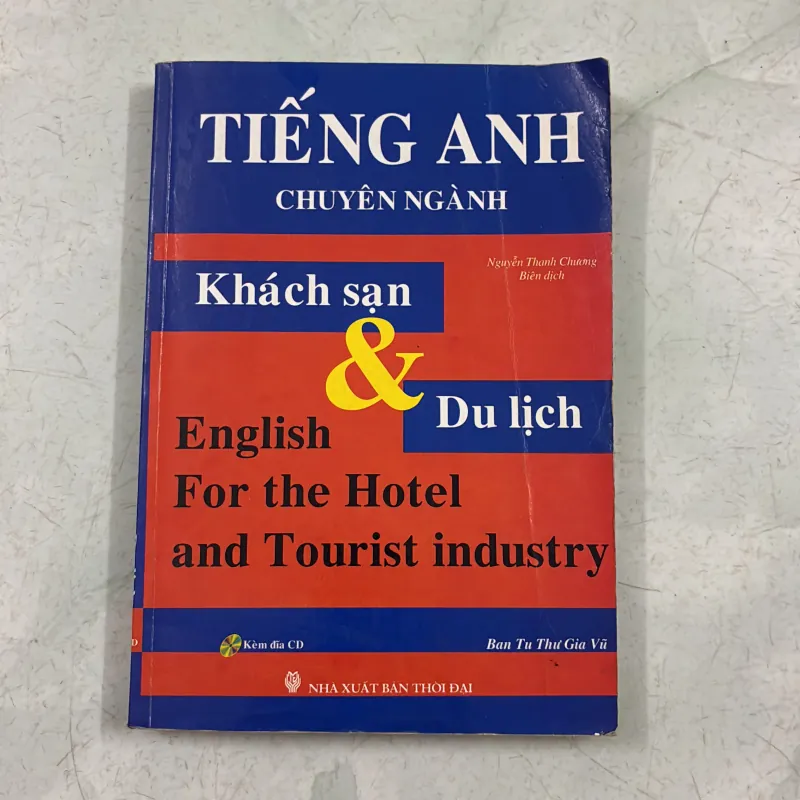 TIẾNG ANH
CHUYÊN NGÀNH
Nguyễn Thanh Chương
Biên dịch
Khách sạn
&
Du lịch
English
For the Hotel
and Tourist industry
D
Kèm đĩa CD
Ban Tu Thư Gia Vũ
NHÀ XUẤT BẢN THỜI ĐẠI